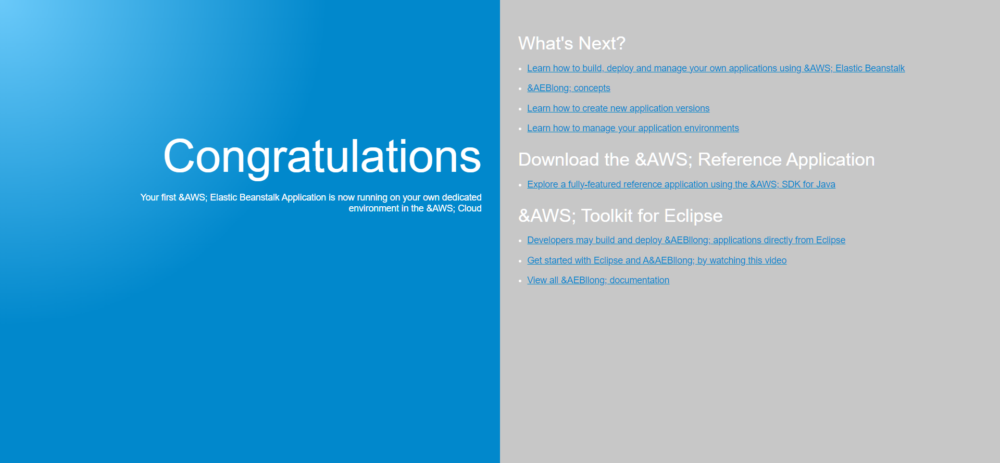 Congratulations
Your first &AWS; Elastic Beanstalk Application is now running on your own dedicated
environment in the &AWS; Cloud
What's Next?
Learn how to build, deploy and manage your own applications using &AWS; Elastic Beanstalk
&AEBlong; concepts
Learn how to create new application versions
Learn how to manage your application environments
Download the &AWS; Reference Application
Explore a fully-featured reference application using the &AWS; SDK for Java
&AWS; Toolkit for Eclipse
Developers may build and deploy &AEBllong; applications directly from Eclipse
Get started with Eclipse and A&AEBllong; by watching this video
View all &AEBllong; documentation